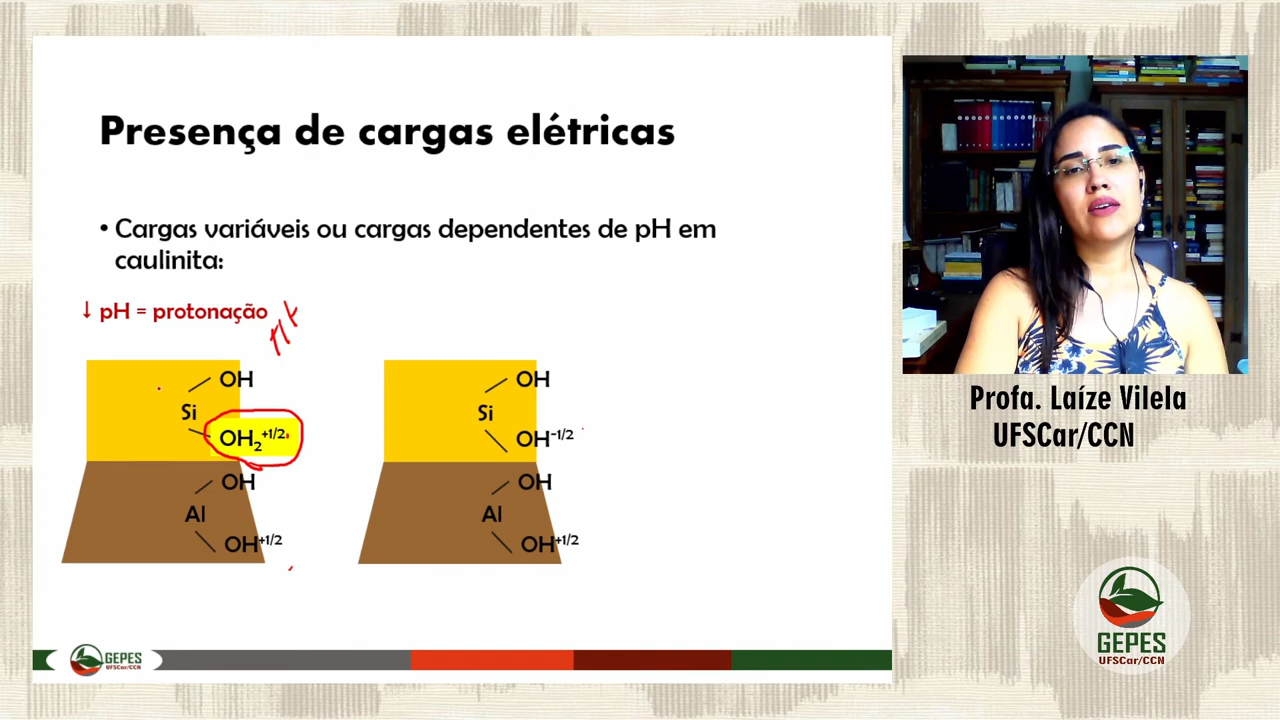 Presença de cargas elétricas
• Cargas variáveis ou cargas dependentes de pH em
caulinita:
↓ pH = protonação
OH
Si
OH₂⁺¹/²
OH
Al
OH⁺¹/²
OH
Si
OH⁻¹/²
OH
Al
OH⁺¹/²
Profa. Laíze Vilela
UFSCar/CCN
GEPES
UFSCar/CCN
GEPES
UFSCar/CCN